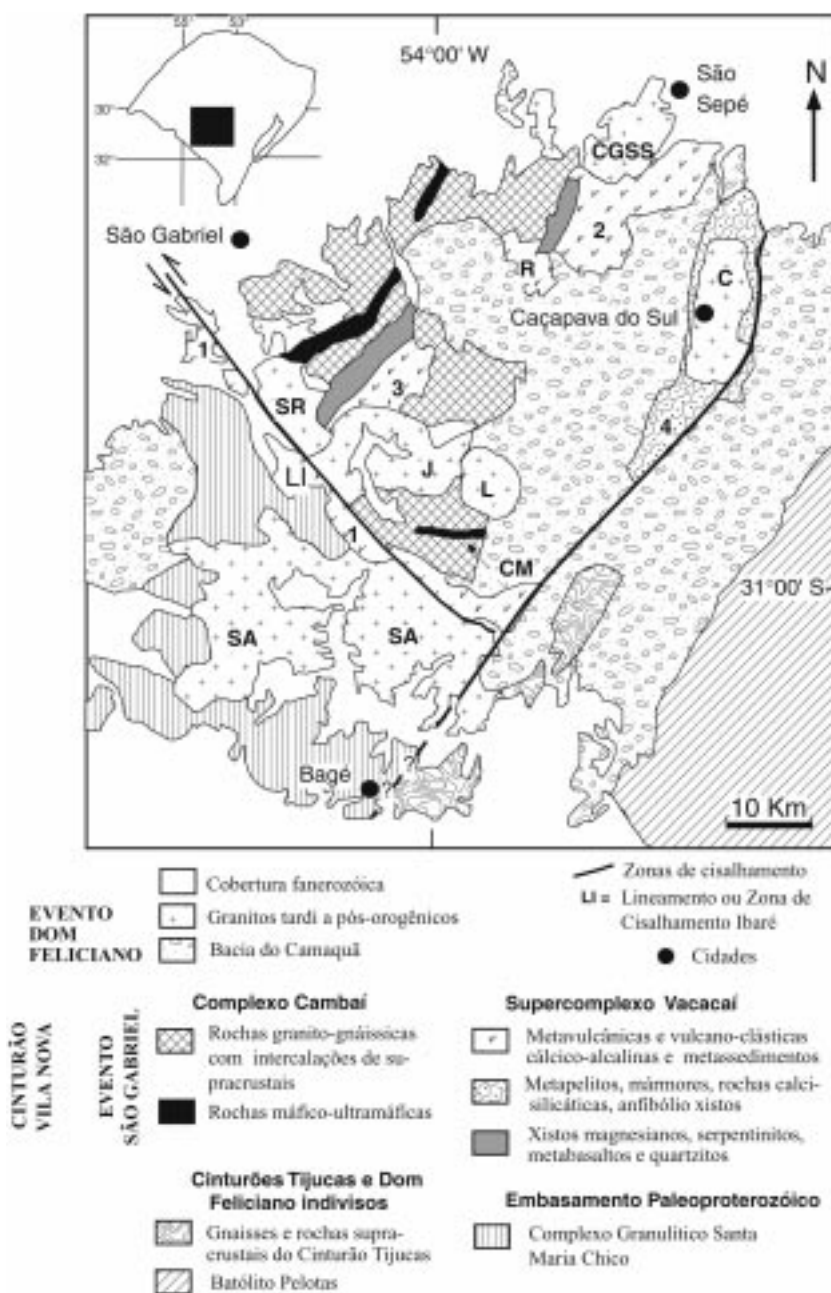 55°
53°
30°
32°
54°00' W
São
Sepé
N
CGSS
São Gabriel
2
R
C
Caçapava do Sul
1
3
SR
4
LI
J
L
1
CM
31°00' S
SA
SA
?
Bagé
?
10 Km
EVENTO
DOM
FELICIANO
Cobertura fanerozóica
Granitos tardi a pós-orogênicos
Bacia do Camaquã
Zonas de cisalhamento
LI = Lineamento ou Zona de
Cisalhamento Ibaré
Cidades
CINTURÃO
VILA NOVA
EVENTO
SÃO GABRIEL
Complexo Cambaí
Rochas granito-gnáissicas
com intercalações de su-
pracrustais
Rochas máfico-ultramáficas
Supercomplexo Vacacaí
Metavulcânicas e vulcano-clásticas
cálcico-alcalinas e metassedimentos
Metapelitos, mármores, rochas calci-
silicáticas, anfibólio xistos
Xistos magnesianos, serpentinitos,
metabasaltos e quartzitos
Cinturões Tijucas e Dom
Feliciano indivisos
Gnaisses e rochas supra-
crustais do Cinturão Tijucas
Batólito Pelotas
Embasamento Paleoproterozóico
Complexo Granulítico Santa
Maria Chico